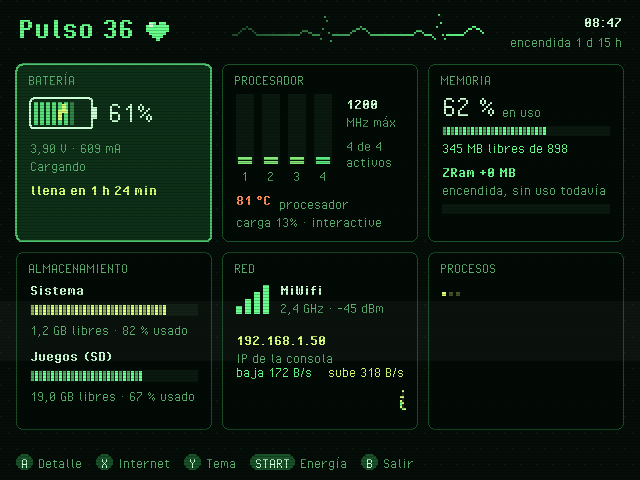 Pulso 36
08:47
encendida 1 d 15 h
BATERÍA
61%
3,90 V · 609 mA
Cargando
llena en 1 h 24 min
PROCESADOR
1200
MHz máx
4 de 4
activos
1 2 3 4
81 °C procesador
carga 13% · interactive
MEMORIA
62 % en uso
345 MB libres de 898
ZRam +0 MB
encendida, sin uso todavía
ALMACENAMIENTO
Sistema
1,2 GB libres · 82 % usado
Juegos (SD)
19,0 GB libres · 67 % usado
RED
MiWifi
2,4 GHz · -45 dBm
192.168.1.50
IP de la consola
baja 172 B/s sube 318 B/s
PROCESOS
A Detalle X Internet Y Tema START Energía B Salir